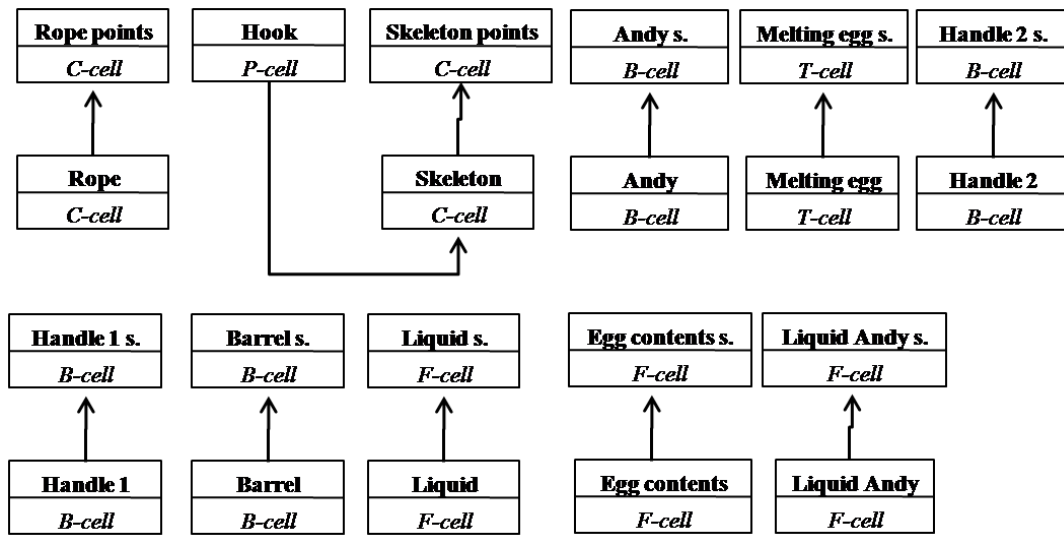 Rope points
C-cell
Hook
P-cell
Skeleton points
C-cell
Andy s.
B-cell
Melting egg s.
T-cell
Handle 2 s.
B-cell
Rope
C-cell
Skeleton
C-cell
Andy
B-cell
Melting egg
T-cell
Handle 2
B-cell
Handle 1 s.
B-cell
Barrel s.
B-cell
Liquid s.
F-cell
Egg contents s.
F-cell
Liquid Andy s.
F-cell
Handle 1
B-cell
Barrel
B-cell
Liquid
F-cell
Egg contents
F-cell
Liquid Andy
F-cell